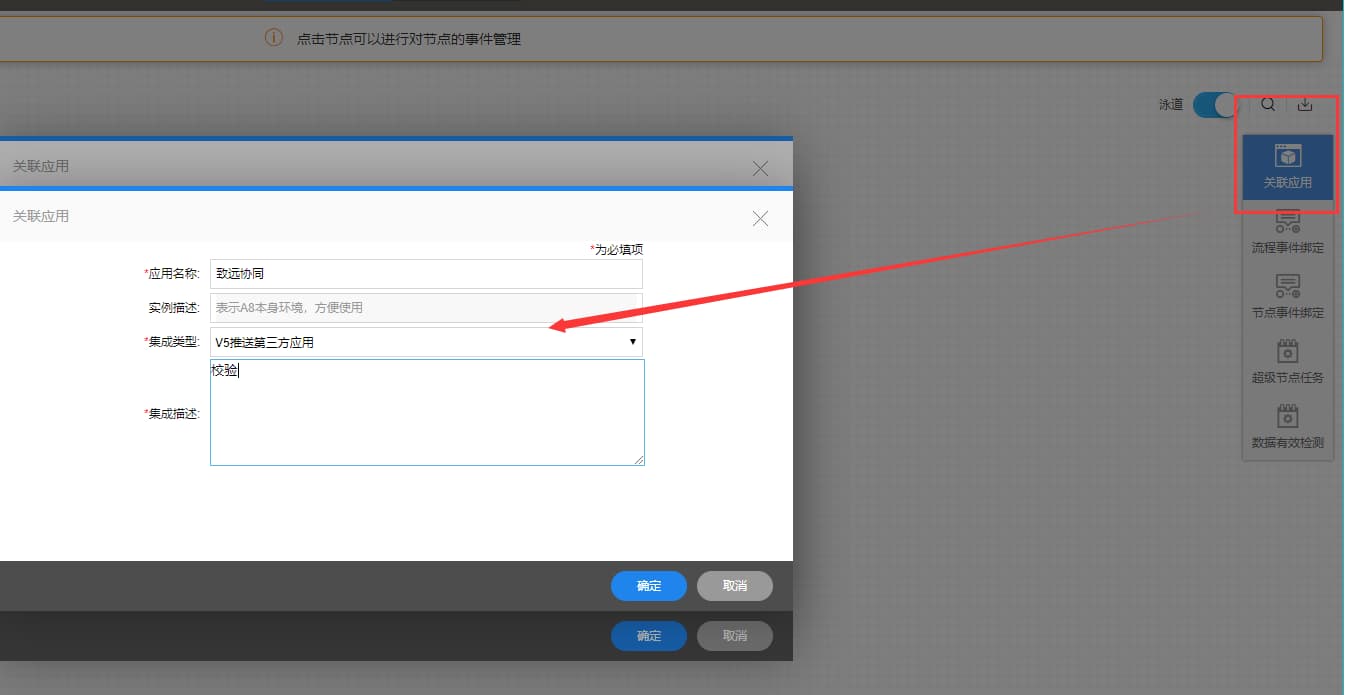 点击节点可以进行对节点的事件管理
泳道
关联应用
流程事件绑定
节点事件绑定
超级节点任务
数据有效检测
关联应用
关联应用
*为必填项
*应用名称: 致远协同
实例描述: 表示A8本身环境，方便使用
*集成类型: V5推送第三方应用
*集成描述: 校验
确定 取消
确定 取消